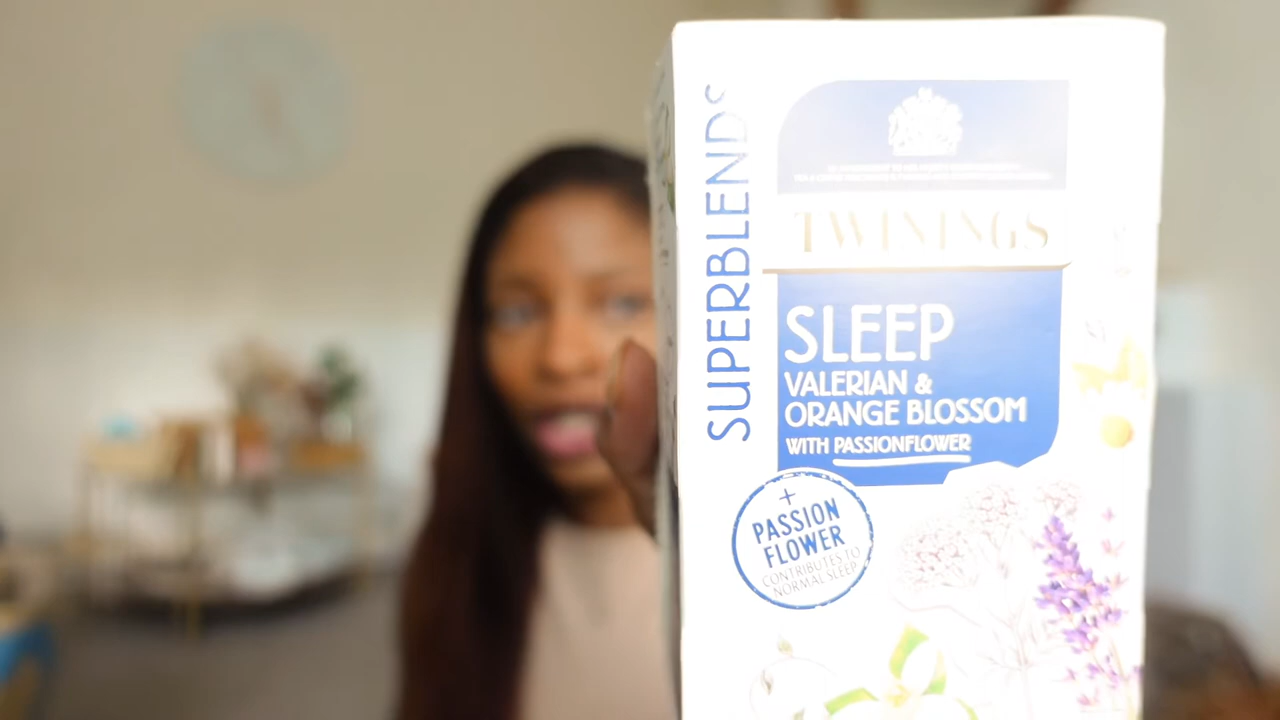 SUPERBLENDS
TWININGS
SLEEP
VALERIAN &
ORANGE BLOSSOM
WITH PASSIONFLOWER
+
PASSION
FLOWER
CONTRIBUTES TO
NORMAL SLEEP